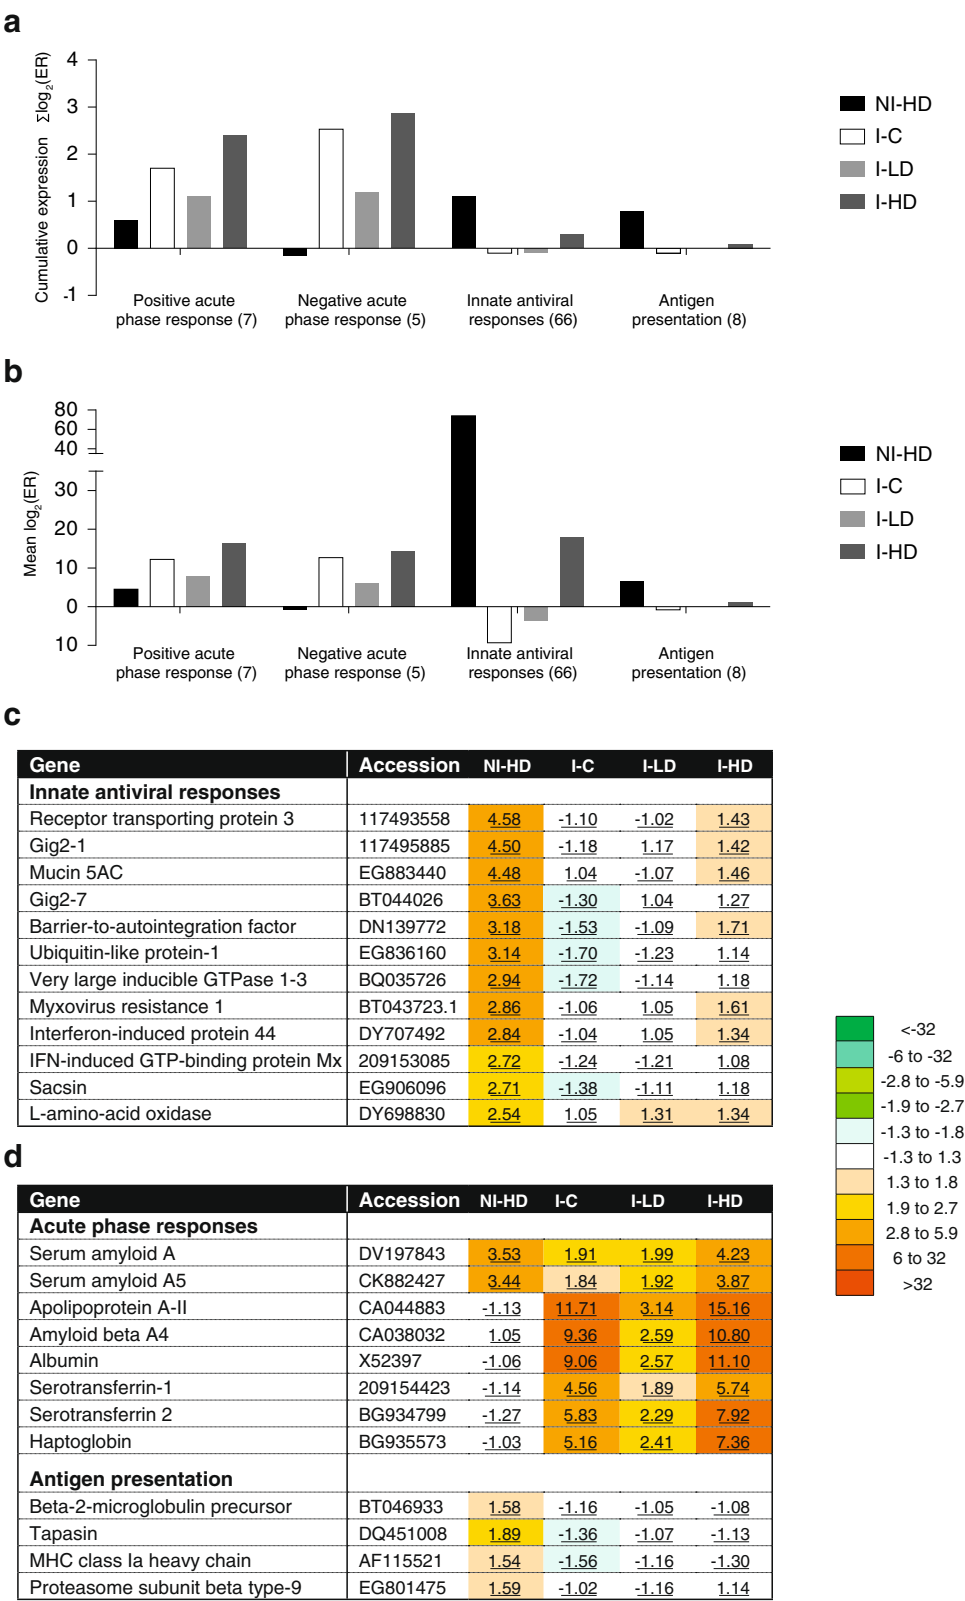 a
Cumulative expression Σlog2(ER)
4
3
2
1
0
-1
Positive acute phase response (7)
Negative acute phase response (5)
Innate antiviral responses (66)
Antigen presentation (8)
NI-HD
I-C
I-LD
I-HD
b
Mean log2(ER)
80
60
40
30
20
10
0
10
Positive acute phase response (7)
Negative acute phase response (5)
Innate antiviral responses (66)
Antigen presentation (8)
NI-HD
I-C
I-LD
I-HD
c
Gene Accession NI-HD I-C I-LD I-HD
Innate antiviral responses
Receptor transporting protein 3 117493558 4.58 -1.10 -1.02 1.43
Gig2-1 117495885 4.50 -1.18 1.17 1.42
Mucin 5AC EG883440 4.48 1.04 -1.07 1.46
Gig2-7 BT044026 3.63 -1.30 1.04 1.27
Barrier-to-autointegration factor DN139772 3.18 -1.53 -1.09 1.71
Ubiquitin-like protein-1 EG836160 3.14 -1.70 -1.23 1.14
Very large inducible GTPase 1-3 BQ035726 2.94 -1.72 -1.14 1.18
Myxovirus resistance 1 BT043723.1 2.86 -1.06 1.05 1.61
Interferon-induced protein 44 DY707492 2.84 -1.04 1.05 1.34
IFN-induced GTP-binding protein Mx 209153085 2.72 -1.24 -1.21 1.08
Sacsin EG906096 2.71 -1.38 -1.11 1.18
L-amino-acid oxidase DY698830 2.54 1.05 1.31 1.34
<-32
-6 to -32
-2.8 to -5.9
-1.9 to -2.7
-1.3 to -1.8
-1.3 to 1.3
1.3 to 1.8
1.9 to 2.7
2.8 to 5.9
6 to 32
>32
d
Gene Accession NI-HD I-C I-LD I-HD
Acute phase responses
Serum amyloid A DV197843 3.53 1.91 1.99 4.23
Serum amyloid A5 CK882427 3.44 1.84 1.92 3.87
Apolipoprotein A-II CA044883 -1.13 11.71 3.14 15.16
Amyloid beta A4 CA038032 1.05 9.36 2.59 10.80
Albumin X52397 -1.06 9.06 2.57 11.10
Serotransferrin-1 209154423 -1.14 4.56 1.89 5.74
Serotransferrin 2 BG934799 -1.27 5.83 2.29 7.92
Haptoglobin BG935573 -1.03 5.16 2.41 7.36
Antigen presentation
Beta-2-microglobulin precursor BT046933 1.58 -1.16 -1.05 -1.08
Tapasin DQ451008 1.89 -1.36 -1.07 -1.13
MHC class Ia heavy chain AF115521 1.54 -1.56 -1.16 -1.30
Proteasome subunit beta type-9 EG801475 1.59 -1.02 -1.16 1.14